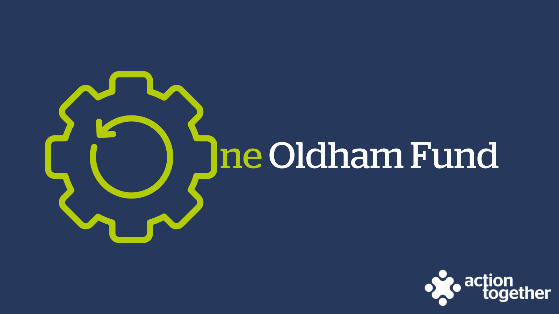 ne Oldham Fund
action
together